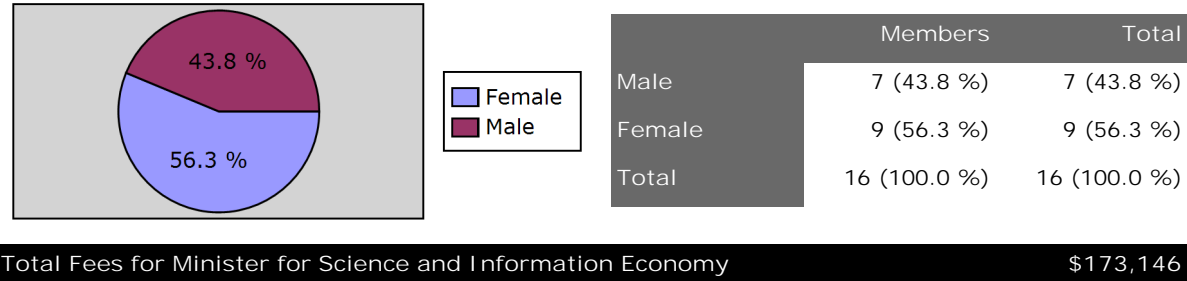 43.8 %
56.3 %
Female
Male
Members Total
Male 7 (43.8 %) 7 (43.8 %)
Female 9 (56.3 %) 9 (56.3 %)
Total 16 (100.0 %) 16 (100.0 %)
Total Fees for Minister for Science and Information Economy $173,146